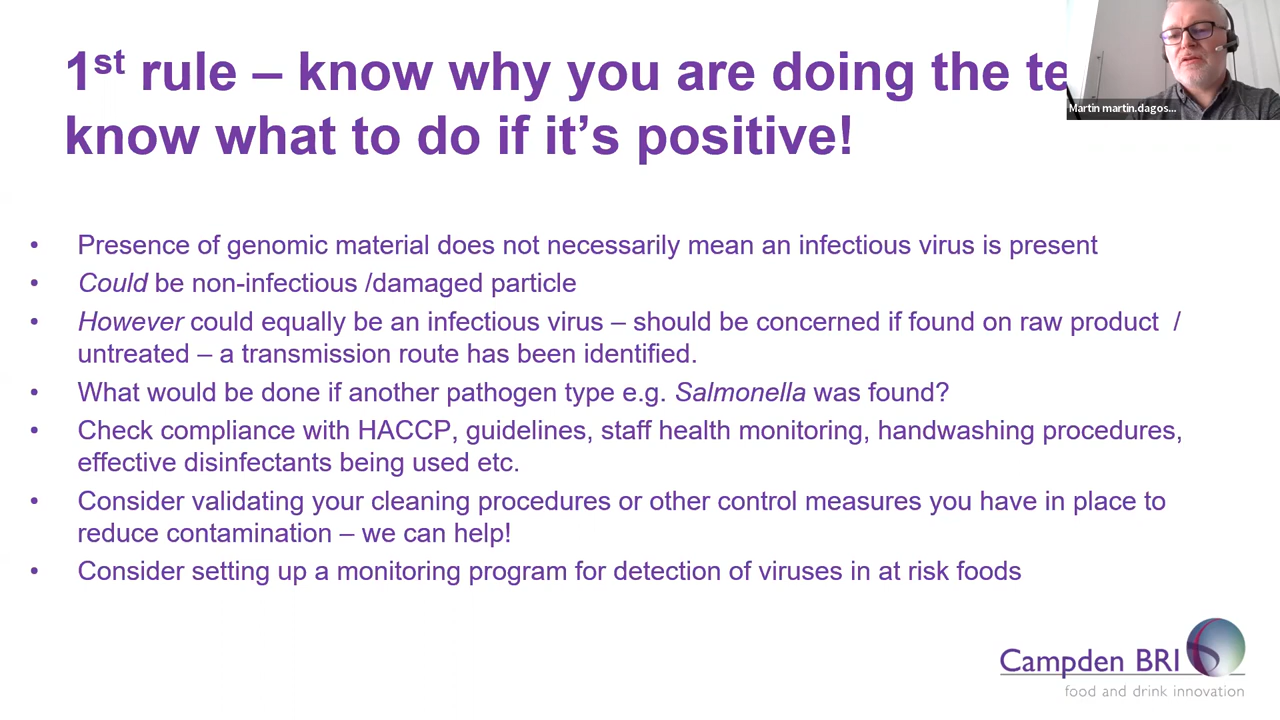 1st rule – know why you are doing the
know what to do if it's positive!
Martin martin.dagos...
• Presence of genomic material does not necessarily mean an infectious virus is present
• Could be non-infectious /damaged particle
• However could equally be an infectious virus – should be concerned if found on raw product /
untreated – a transmission route has been identified.
• What would be done if another pathogen type e.g. Salmonella was found?
• Check compliance with HACCP, guidelines, staff health monitoring, handwashing procedures,
effective disinfectants being used etc.
• Consider validating your cleaning procedures or other control measures you have in place to
reduce contamination – we can help!
• Consider setting up a monitoring program for detection of viruses in at risk foods
Campden BRI
food and drink innovation